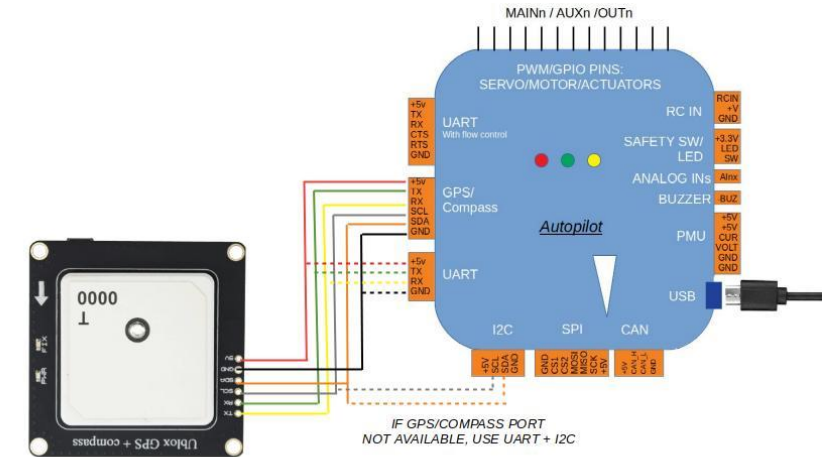 MAINn / AUXn /OUTn
PWM/GPIO PINS:
SERVO/MOTOR/ACTUATORS
+5v
TX
RX
CTS
RTS
GND
UART
With flow control
+5v
TX
RX
SCL
SDA
GND
GPS/
Compass
+5v
TX
RX
GND
UART
RC IN
RCIN
+V
GND
SAFETY SW/
LED
+3.3V
LED
SW
ANALOG INs
AInx
BUZZER
BUZ
PMU
+5V
+5V
CUR
VOLT
GND
GND
USB
Autopilot
I2C
SPI
CAN
+5V
SCL
SDA
GND
GND
CS1
CS2
MOSI
MISO
SCK
+5V
+5V
CAN_H
CAN_L
GND
0000
T
FIX
PWR
5V
GND
SDA
SCL
RX
TX
Ublox GPS + compass
IF GPS/COMPASS PORT
NOT AVAILABLE, USE UART + I2C